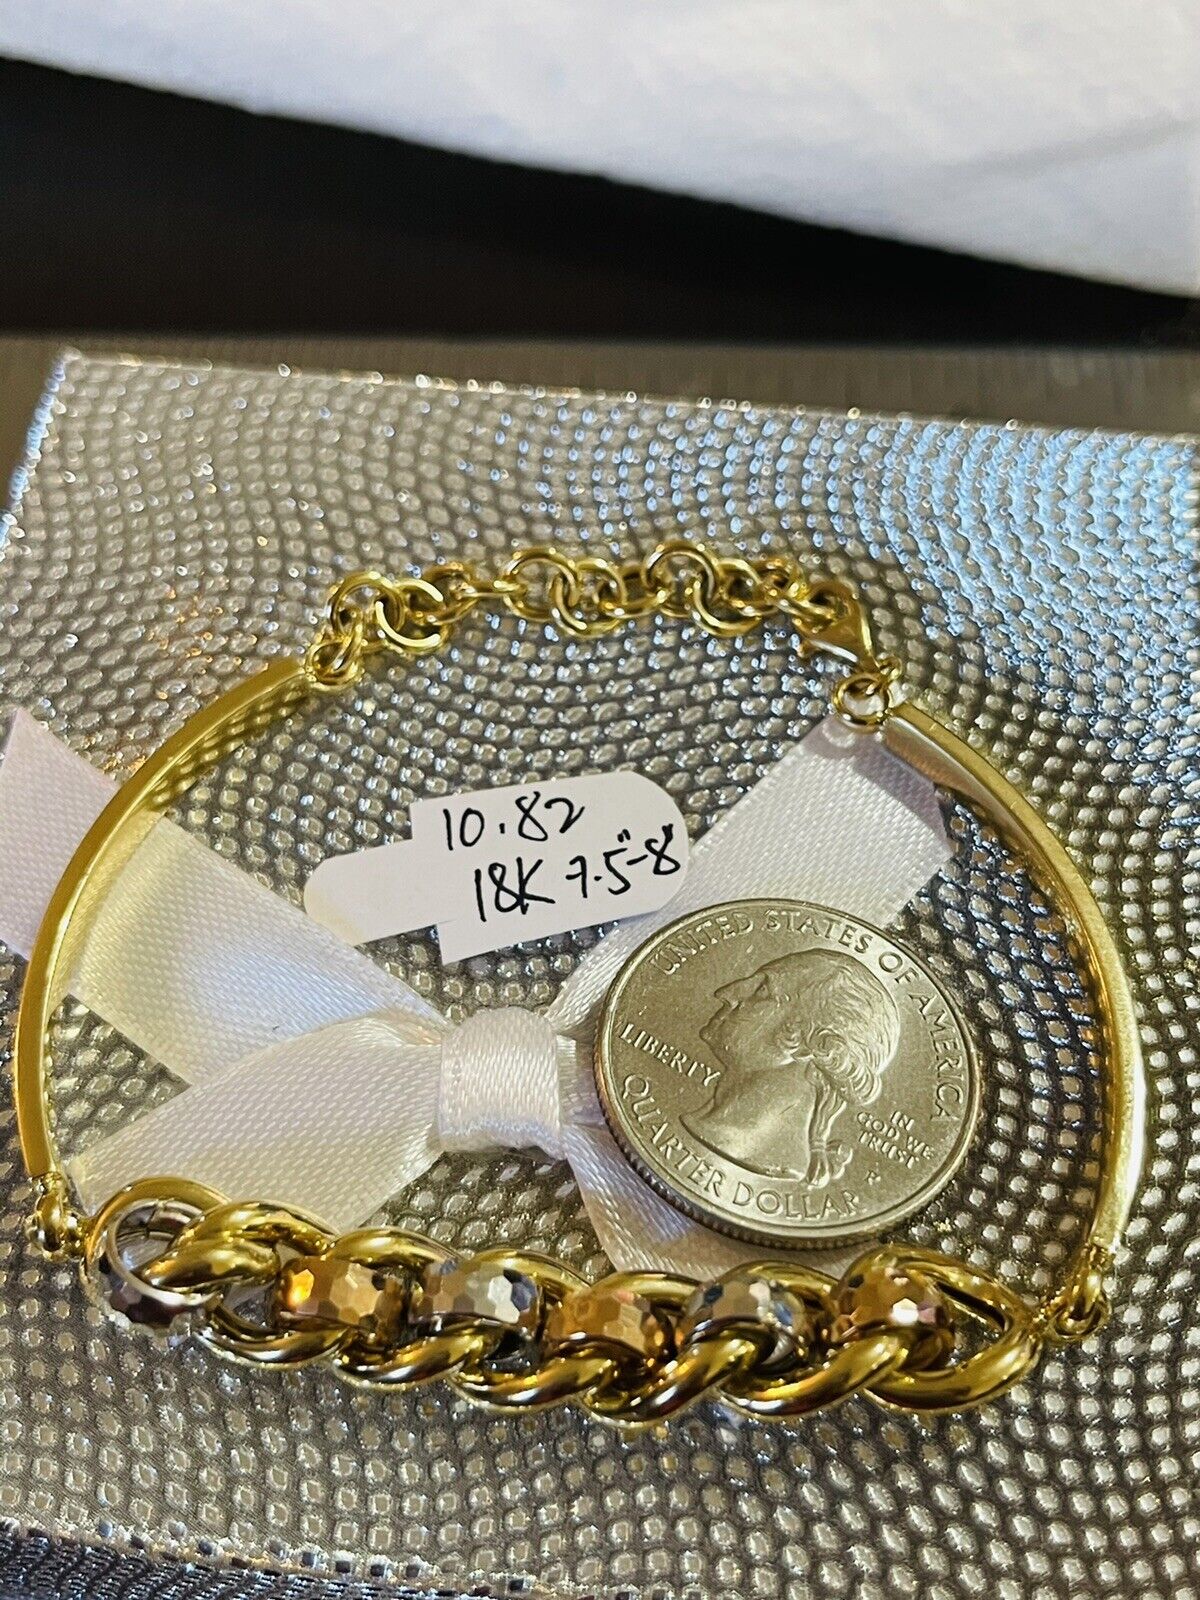 10.82
18K 7.5"-8"
UNITED STATES OF AMERICA
LIBERTY
IN
GOD WE
TRUST
P
QUARTER DOLLAR